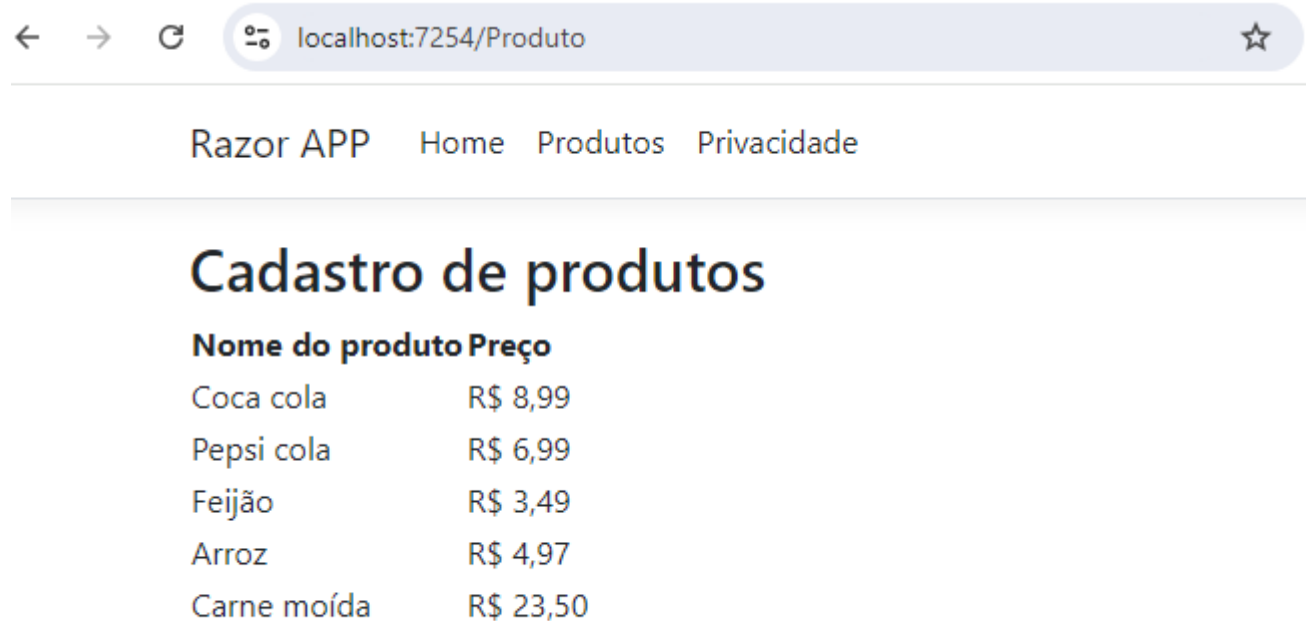 localhost:7254/Produto
Razor APP Home Produtos Privacidade
Cadastro de produtos
Nome do produto Preço
Coca cola R$ 8,99
Pepsi cola R$ 6,99
Feijão R$ 3,49
Arroz R$ 4,97
Carne moída R$ 23,50